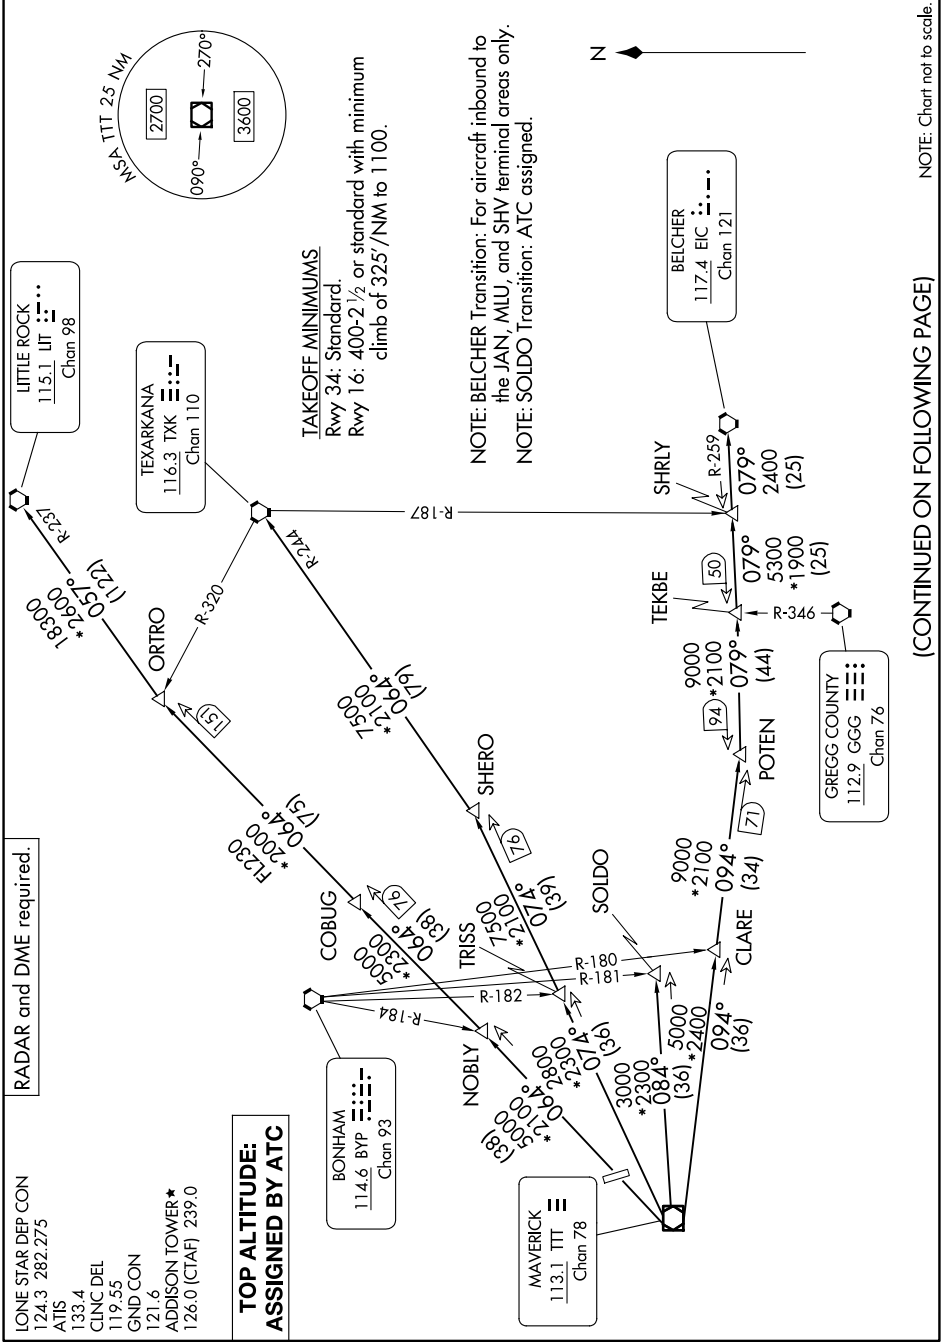 LONE STAR DEP CON
124.3 282.275
ATIS
133.4
CLNC DEL
119.55
GND CON
121.6
ADDISON TOWER★
126.0 (CTAF) 239.0
RADAR and DME required.
TOP ALTITUDE:
ASSIGNED BY ATC
LITTLE ROCK
115.1 LIT
Chan 98
TEXARKANA
116.3 TXK
Chan 110
BONHAM
114.6 BYP
Chan 93
MAVERICK
113.1 TTT
Chan 78
GREGG COUNTY
112.9 GGG
Chan 76
BELCHER
117.4 EIC
Chan 121
MSA TTT 25 NM
2700
090°
270°
3600
TAKEOFF MINIMUMS
Rwy 34: Standard.
Rwy 16: 400-2 ½ or standard with minimum
climb of 325'/NM to 1100.
NOTE: BELCHER Transition: For aircraft inbound to
the JAN, MLU, and SHV terminal areas only.
NOTE: SOLDO Transition: ATC assigned.
N
R-237
18300
*2600
057°
(122)
ORTRO
R-320
151
FL230
*2000
064°
(75)
COBUG
76
5000
*2300
064°
(38)
NOBLY
R-184
5000
*2100
064°
(38)
R-244
R-187
7500
*2100
064°
(79)
SHERO
76
7500
*2100
074°
(39)
TRISS
R-182
2800
*2300
074°
(36)
SOLDO
R-181
R-180
3000
*2300
084°
(36)
5000
*2400
094°
(36)
CLARE
9000
*2100
094°
(34)
71
POTEN
94
9000
*2100
079°
(44)
TEKBE
R-346
50
079°
5300
*1900
(25)
SHRLY
R-259
079°
2400
(25)
(CONTINUED ON FOLLOWING PAGE)
NOTE: Chart not to scale.